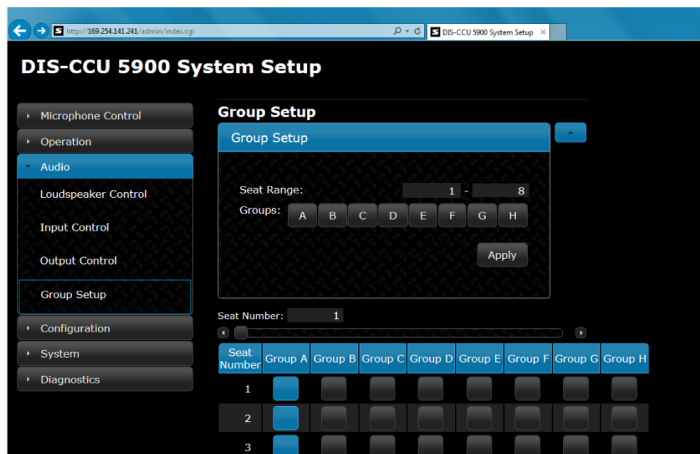 http://169.254.141.241/admin/index.cgi
DIS-CCU 5900 System Setup
DIS-CCU 5900 System Setup
Microphone Control
Operation
Audio
Loudspeaker Control
Input Control
Output Control
Group Setup
Configuration
System
Diagnostics
Group Setup
Group Setup
Seat Range: 1 - 8
Groups: A B C D E F G H
Apply
Seat Number: 1
Seat Number Group A Group B Group C Group D Group E Group F Group G Group H
1
2
3